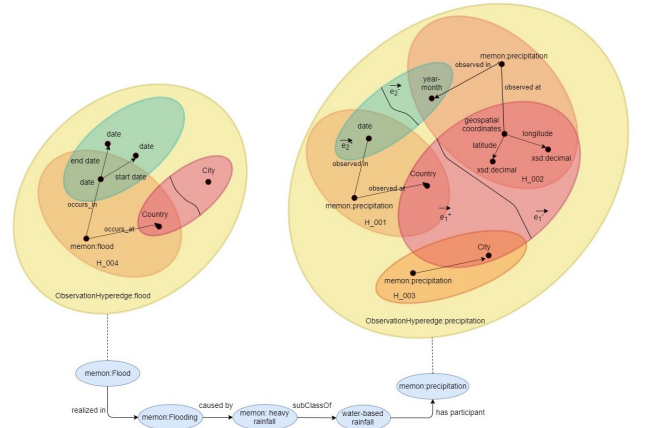 memon:precipitation
observed in
year-month
observed at
e2-
date
e2+
observed in
geospatial coordinates
longitude
latitude
xsd:decimal
xsd:decimal
H_002
observed at
Country
memon:precipitation
H_001
e1+
e1-
City
memon:precipitation
H_003
ObservationHyperedge:precipitation
date
date
end date
start date
date
City
occurs_in
Country
occurs_at
memon:flood
H_004
ObservationHyperedge:flood
memon:Flood
realized in
memon:Flooding
caused by
memon: heavy
rainfall
subClassOf
water-based
rainfall
has participant
memon:precipitation